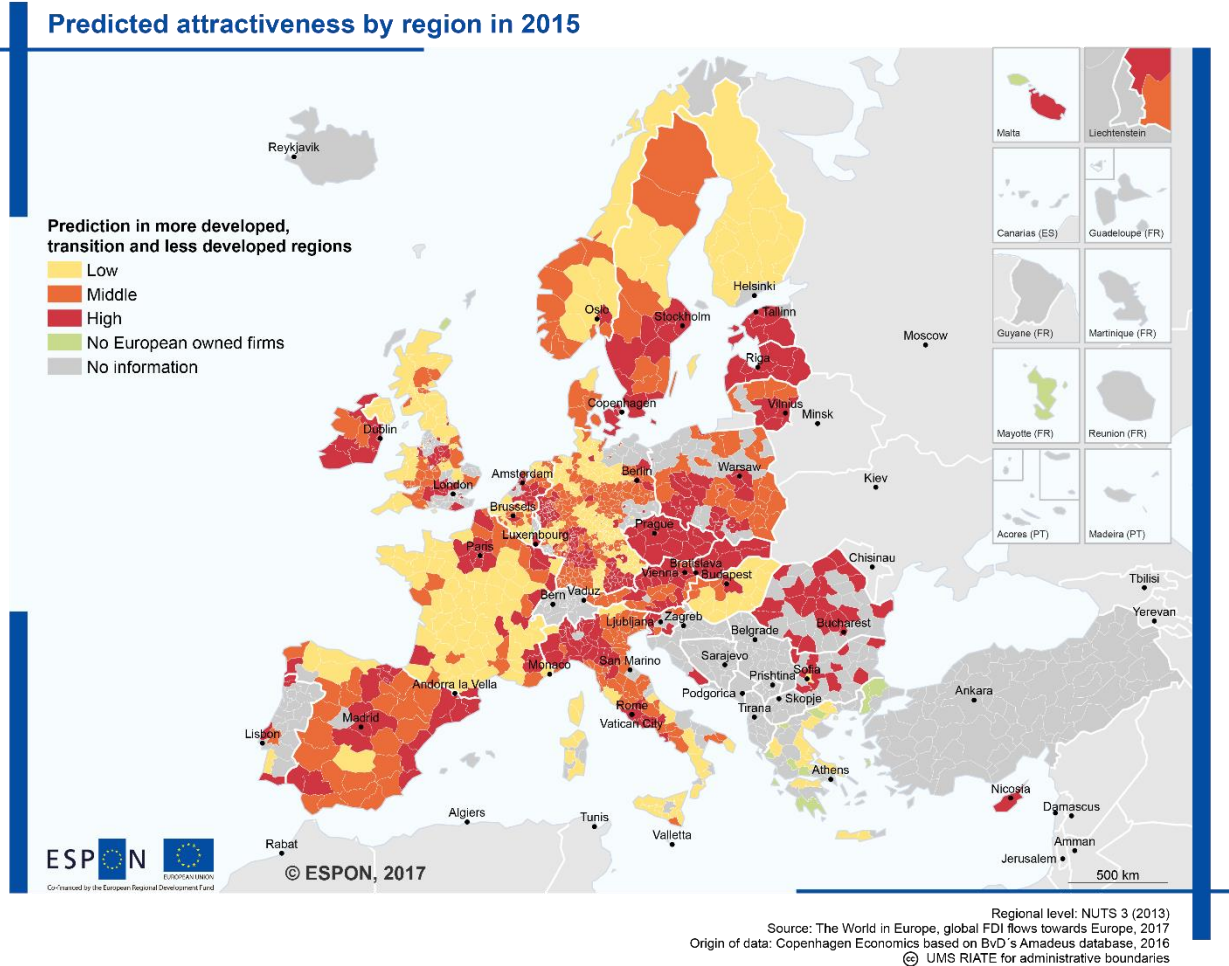 Predicted attractiveness by region in 2015
Reykjavik
Prediction in more developed,
transition and less developed regions
Low
Middle
High
No European owned firms
No information
Malta
Liechtenstein
Canarias (ES)
Guadeloupe (FR)
Guyane (FR)
Martinique (FR)
Mayotte (FR)
Reunion (FR)
Acores (PT)
Madeira (PT)
Helsinki
Oslo
Stockholm
Tallinn
Moscow
Riga
Copenhagen
Vilnius
Minsk
Dublin
Amsterdam
Berlin
Warsaw
London
Kiev
Brussels
Prague
Luxembourg
Paris
Chisinau
Bratislava
Vienna
Budapest
Bern
Vaduz
Tbilisi
Yerevan
Ljubljana
Zagreb
Bucharest
Belgrade
Monaco
San Marino
Sarajevo
Sofia
Prishtina
Andorra la Vella
Podgorica
Skopje
Ankara
Rome
Tirana
Madrid
Vatican City
Lisbon
Athens
Nicosia
Damascus
Algiers
Tunis
Valletta
Rabat
Amman
Jerusalem
500 km
ESPON
EUROPEAN UNION
Co-financed by the European Regional Development Fund
© ESPON, 2017
Regional level: NUTS 3 (2013)
Source: The World in Europe, global FDI flows towards Europe, 2017
Origin of data: Copenhagen Economics based on BvD´s Amadeus database, 2016
(cc) UMS RIATE for administrative boundaries